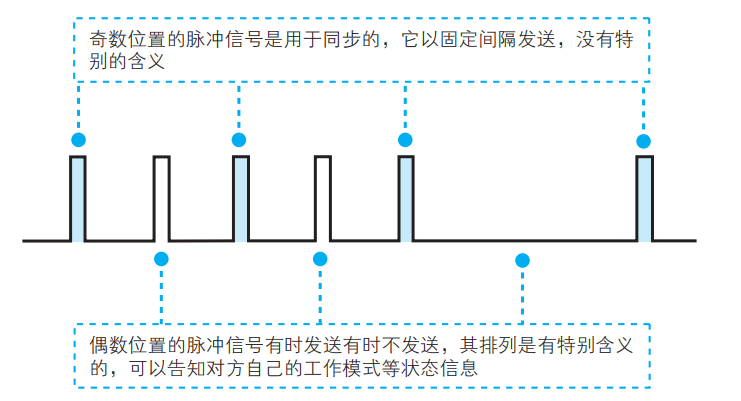 奇数位置的脉冲信号是用于同步的，它以固定间隔发送，没有特
别的含义
偶数位置的脉冲信号有时发送有时不发送，其排列是有特别含义
的，可以告知对方自己的工作模式等状态信息